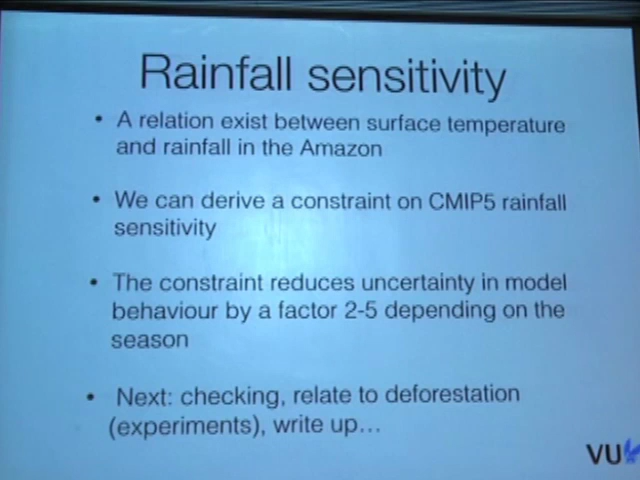 Rainfall sensitivity
• A relation exist between surface temperature
and rainfall in the Amazon
• We can derive a constraint on CMIP5 rainfall
sensitivity
• The constraint reduces uncertainty in model
behaviour by a factor 2-5 depending on the
season
• Next: checking, relate to deforestation
(experiments), write up...
VU